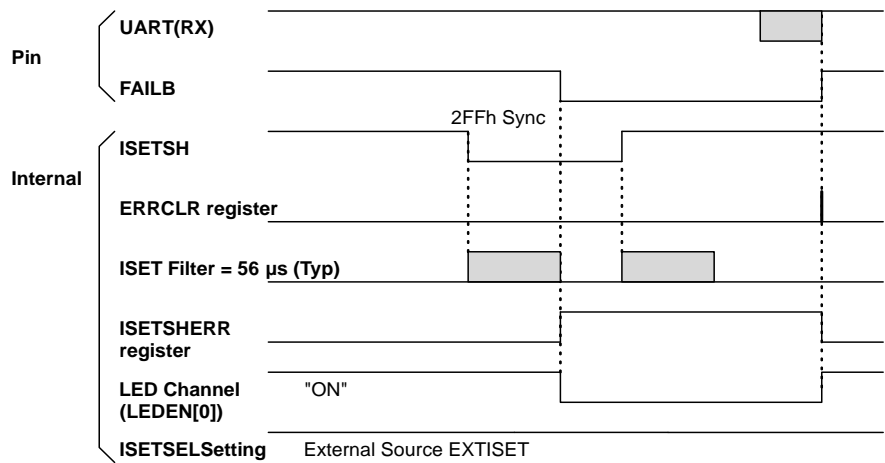 UART(RX)
Pin
FAILB
2FFh Sync
ISETSH
Internal
ERRCLR register
ISET Filter = 56 µs (Typ)
ISETSHERR
register
LED Channel "ON"
(LEDEN[0])
ISETSELSetting External Source EXTISET